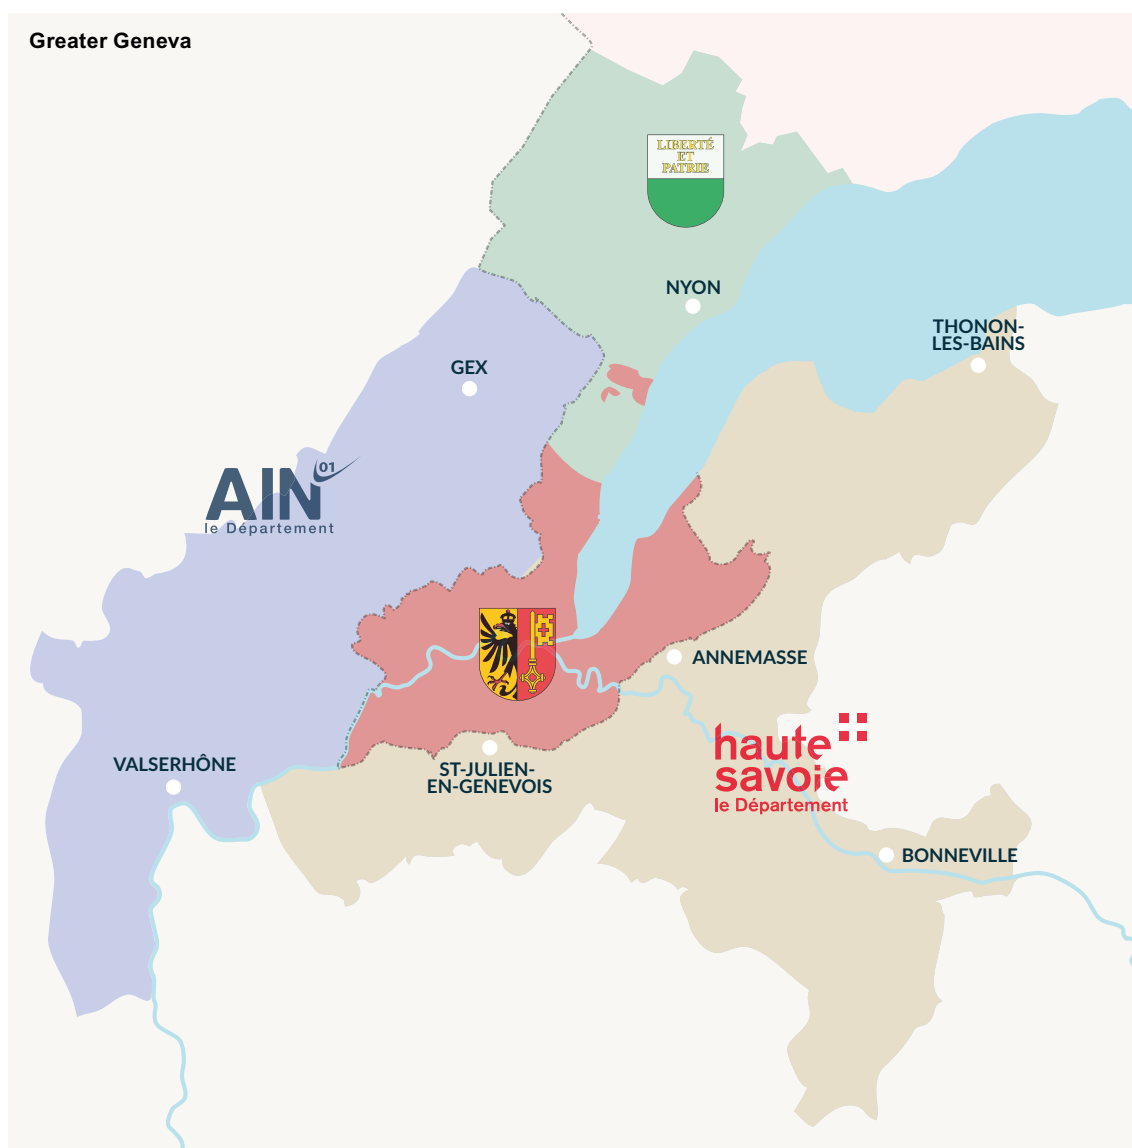 Greater Geneva
LIBERTÉ
ET
PATRIE
NYON
THONON-
LES-BAINS
GEX
01
AIN
le Département
ANNEMASSE
haute
savoie
le Département
VALSERHÔNE
ST-JULIEN-
EN-GENEVOIS
BONNEVILLE